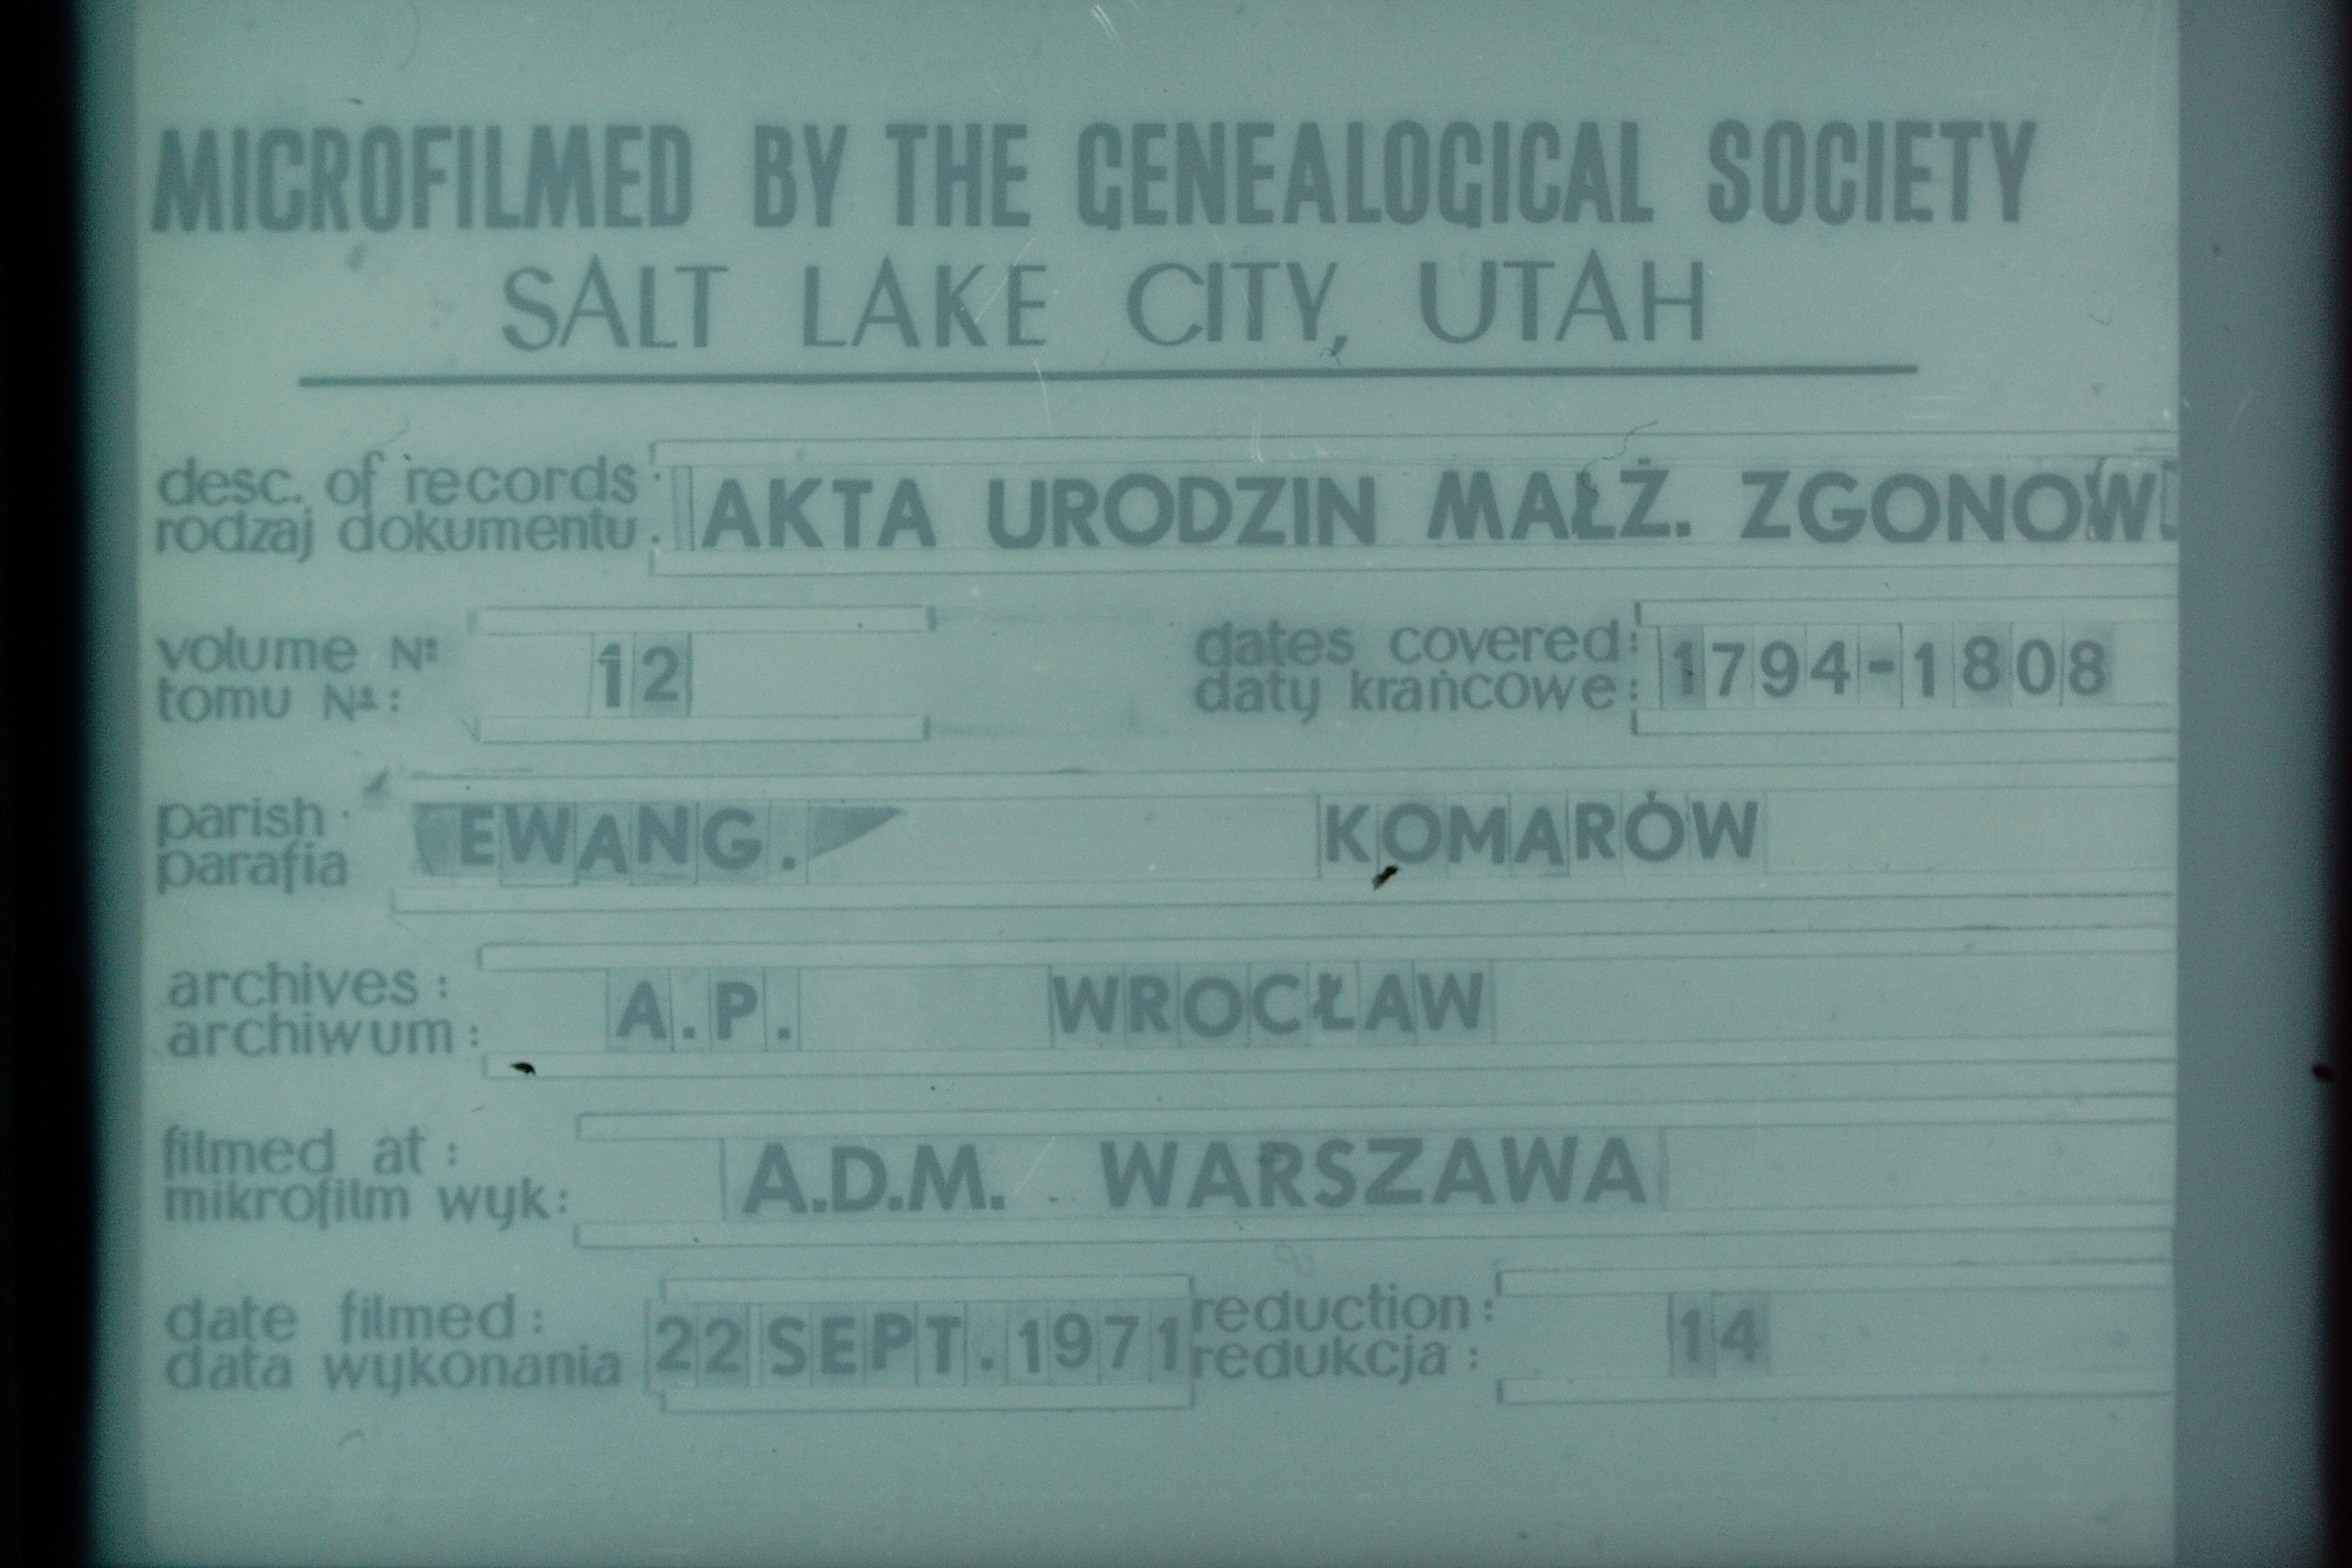 MICROFILMED BY THE GENEALOGICAL SOCIETY
SALT LAKE CITY, UTAH
desc. of records :
rodzaj dokumentu . AKTA URODZIN MAŁŻ. ZGONOW
volume Nº
tomu Nº : 12
dates covered :
daty krańcowe : 1794-1808
parish :
parafia EWANG. KOMARÓW
archives :
archiwum : A.P. WROCŁAW
filmed at :
mikrofilm wyk : A.D.M. WARSZAWA
date filmed :
data wykonania 22 SEPT. 1971
reduction :
redukcja : 14